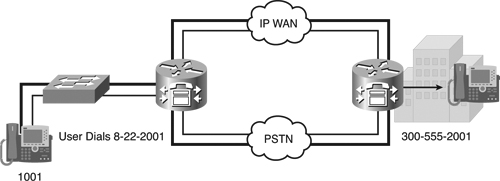 IP WAN
User Dials 8-22-2001
PSTN
300-555-2001
1001